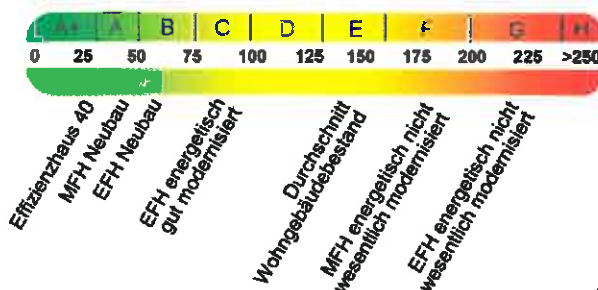 A+ A B C D E F G H
0 25 50 75 100 125 150 175 200 225 >250
Effizienzhaus 40
MFH Neubau
EFH Neubau
EFH energetisch
gut modernisiert
Durchschnitt
Wohngebäudebestand
MFH energetisch nicht
wesentlich modernisiert
EFH energetisch nicht
wesentlich modernisiert